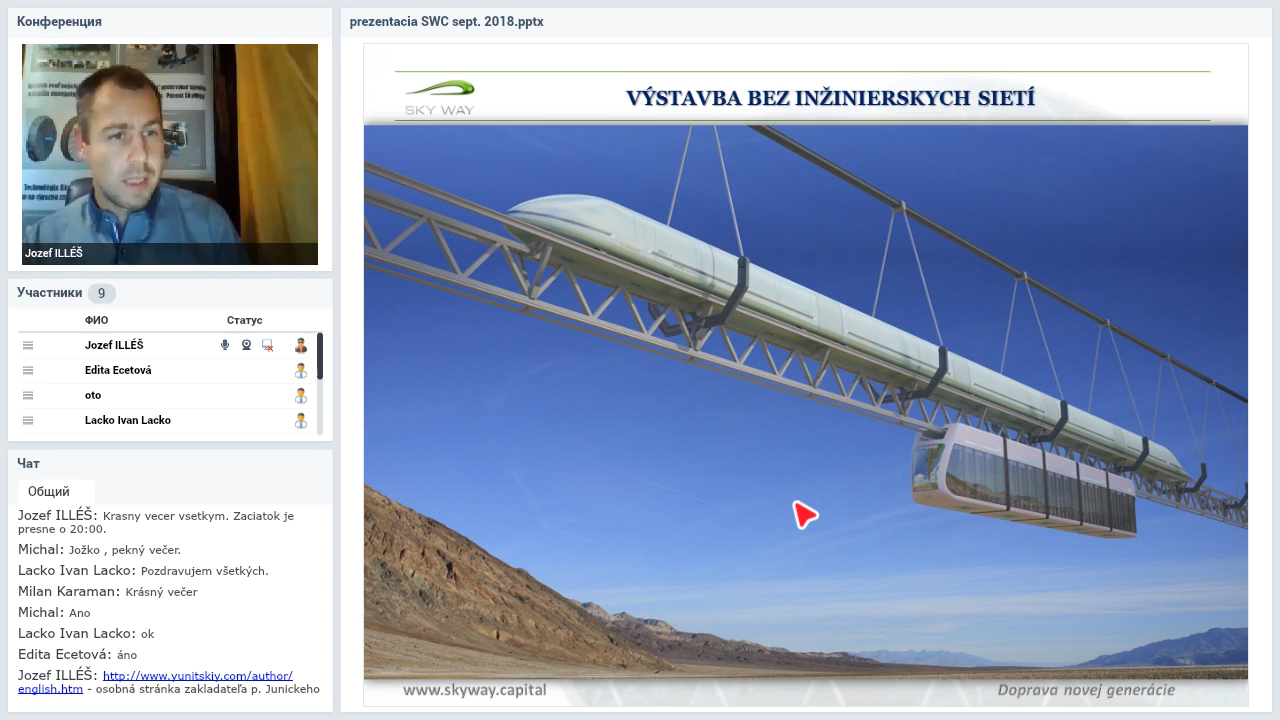 Конференция
Jozef ILLÉŠ
Участники 9
ФИО Статус
Jozef ILLÉŠ
Edita Ecetová
oto
Lacko Ivan Lacko
Чат
Общий
Jozef ILLÉŠ: Krasny vecer vsetkym. Zaciatok je
presne o 20:00.
Michal: Jožko , pekný večer.
Lacko Ivan Lacko: Pozdravujem všetkých.
Milan Karaman: Krásný večer
Michal: Ano
Lacko Ivan Lacko: ok
Edita Ecetová: áno
Jozef ILLÉŠ: http://www.yunitskiy.com/author/
english.htm - osobná stránka zakladateľa p. Junickeho
prezentacia SWC sept. 2018.pptx
SKY WAY
VÝSTAVBA BEZ INŽINIERSKYCH SIETÍ
www.skyway.capital
Doprava novej generácie